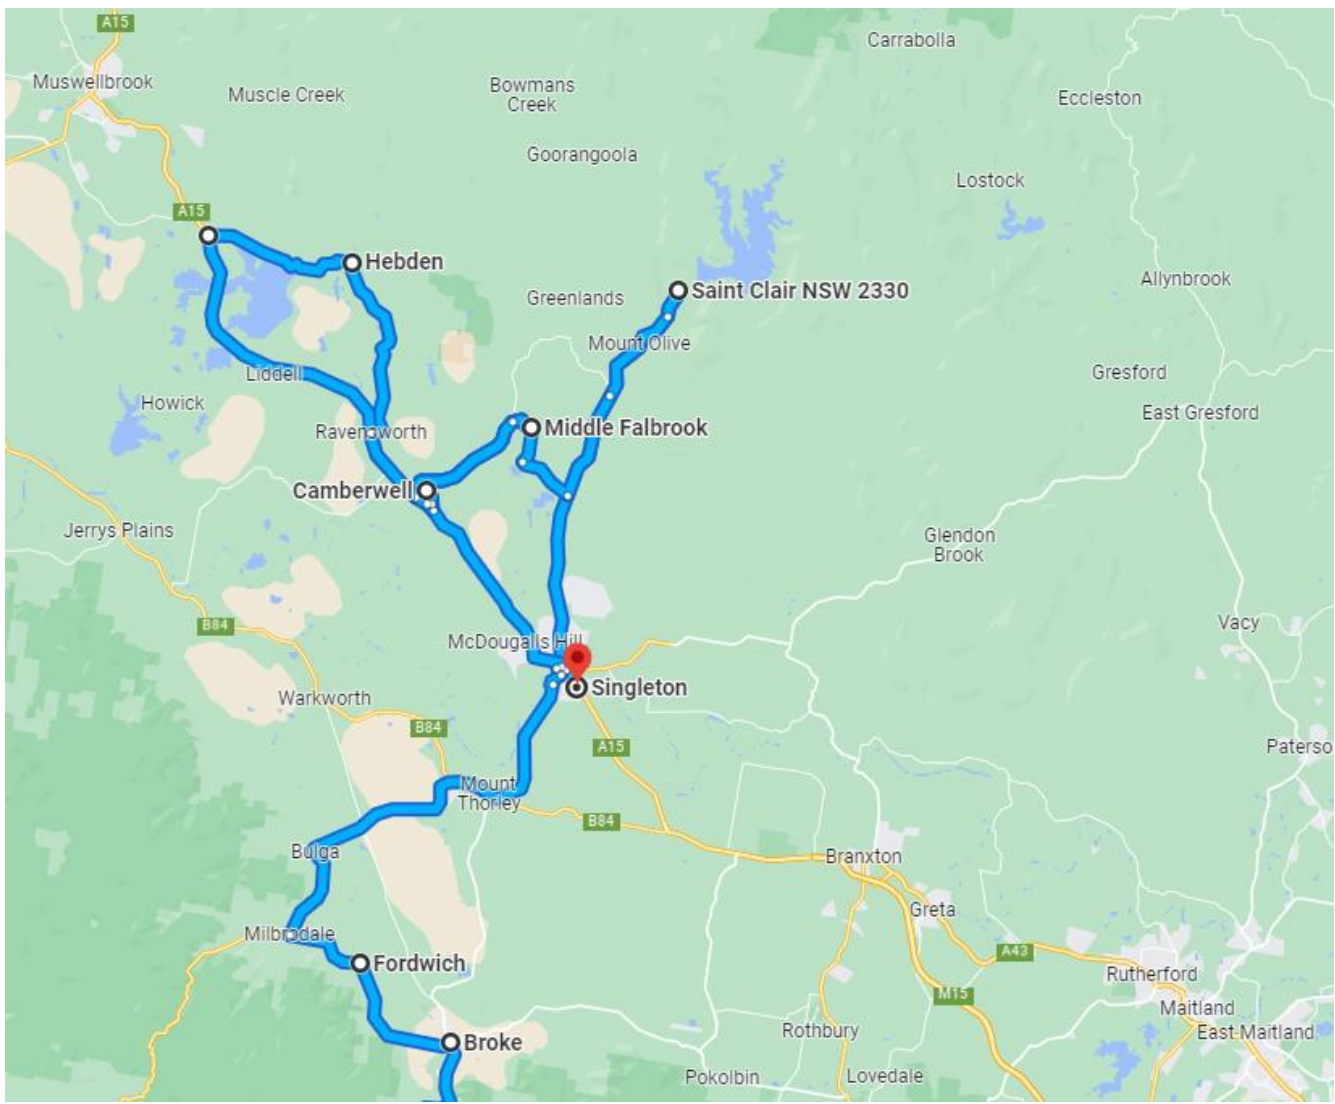 A15
Muswellbrook
Muscle Creek
Bowmans
Creek
Carrabolla
Eccleston
Goorangoola
Lostock
A15
Hebden
Saint Clair NSW 2330
Greenlands
Allynbrook
Mount Olive
Liddell
Gresford
Howick
East Gresford
Ravensworth
Middle Falbrook
Camberwell
Jerrys Plains
Glendon
Brook
B84
Vacy
McDougalls Hill
Singleton
Warkworth
B84
A15
Paterso
Mount
Thorley
B84
Bulga
Branxton
Greta
Milbrodale
A43
Fordwich
Rutherford
M15
Maitland
Rothbury
East Maitland
Broke
Pokolbin
Lovedale